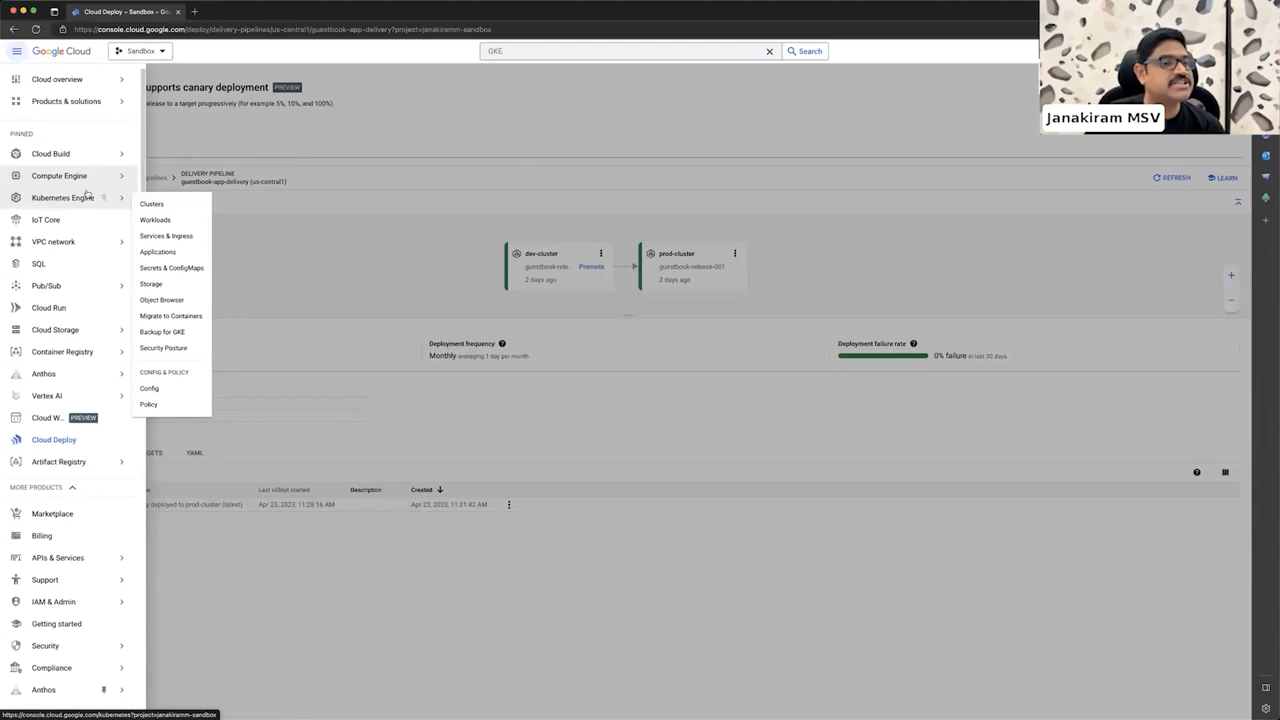 Cloud Deploy – Sandbox
https://console.cloud.google.com/deploy/delivery-pipelines/us-central1/guestbook-app-delivery?project=janakiramm-sandbox
Google Cloud
Sandbox
GKE
Search
Janakiram MSV
Cloud overview
Products & solutions
PINNED
Cloud Build
Compute Engine
Kubernetes Engine
IoT Core
VPC network
SQL
Pub/Sub
Cloud Run
Cloud Storage
Container Registry
Anthos
Vertex AI
Cloud W... PREVIEW
Cloud Deploy
Artifact Registry
MORE PRODUCTS
Marketplace
Billing
APIs & Services
Support
IAM & Admin
Getting started
Security
Compliance
Anthos
https://console.cloud.google.com/kubernetes?project=janakiramm-sandbox
Clusters
Workloads
Services & Ingress
Applications
Secrets & ConfigMaps
Storage
Object Browser
Migrate to Containers
Backup for GKE
Security Posture
CONFIG & POLICY
Config
Policy
upports canary deployment PREVIEW
elease to a target progressively (for example 5%, 10%, and 100%).
ipelines
DELIVERY PIPELINE
guestbook-app-delivery (us-central1)
REFRESH
LEARN
dev-cluster
guestbook-rele... Promote
2 days ago
prod-cluster
guestbook-release-001
2 days ago
Deployment frequency
Monthly averaging 1 day per month
Deployment failure rate
0% failure in last 30 days
GETS
YAML
Last rollout started
Description
Created
y deployed to prod-cluster (latest)
Apr 23, 2023, 11:28:16 AM
Apr 23, 2023, 11:21:42 AM